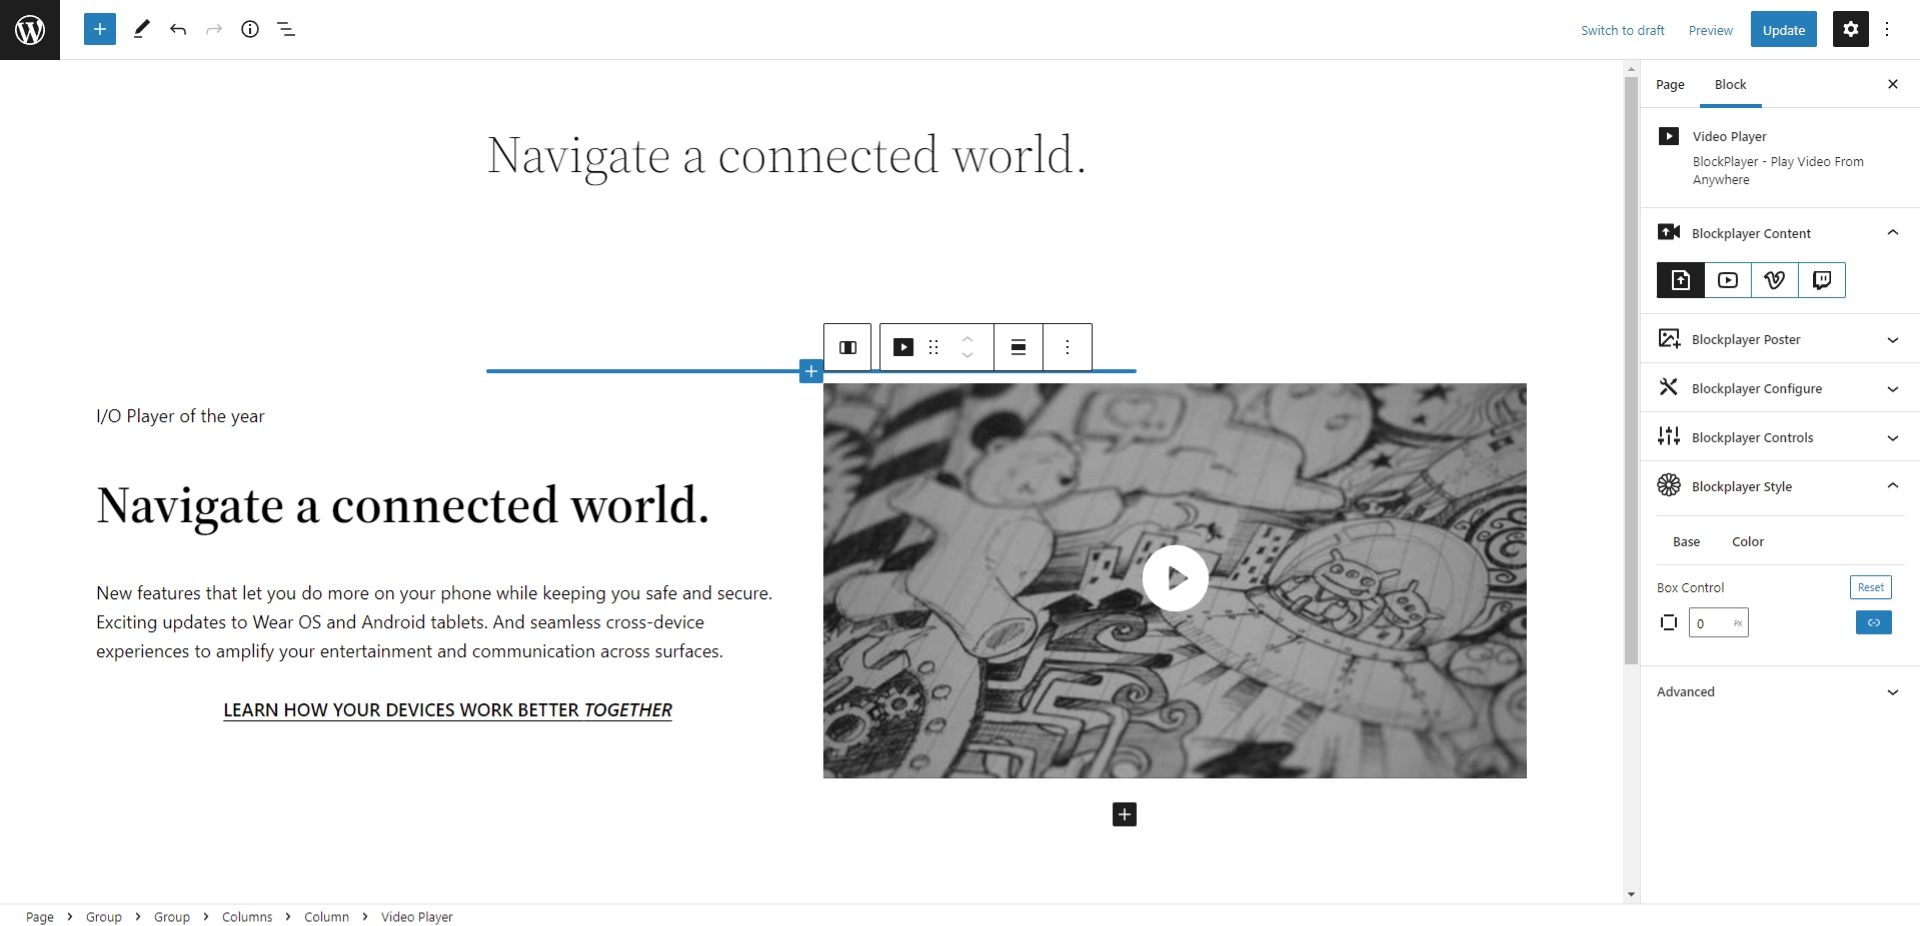 Switch to draft
Preview
Update
Page
Block
Navigate a connected world.
Video Player
BlockPlayer - Play Video From
Anywhere
Blockplayer Content
Blockplayer Poster
Blockplayer Configure
Blockplayer Controls
Blockplayer Style
Base
Color
Box Control
Reset
0
PX
Advanced
I/O Player of the year
Navigate a connected world.
New features that let you do more on your phone while keeping you safe and secure.
Exciting updates to Wear OS and Android tablets. And seamless cross-device
experiences to amplify your entertainment and communication across surfaces.
LEARN HOW YOUR DEVICES WORK BETTER TOGETHER
Page > Group > Group > Columns > Column > Video Player